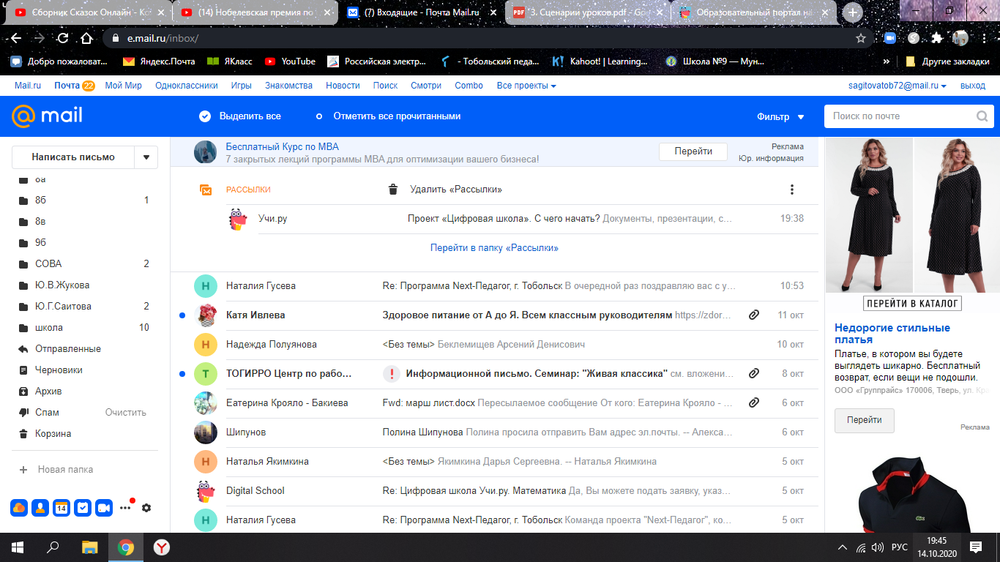 Сборник Сказок Онлайн - Ко
(14) Нобелевская премия по
(7) Входящие - Почта Mail.ru
"3. Сценарии уроков.pdf - Go
Образовательный портал на
e.mail.ru/inbox/
Добро пожаловат...
Яндекс.Почта
ЯКласс
YouTube
Российская электр...
- Тобольский педа...
Kahoot! | Learning...
Школа №9 — Мун...
»
Другие закладки
Mail.ru
Почта 22
Мой Мир
Одноклассники
Игры
Знакомства
Новости
Поиск
Смотри
Combo
Все проекты
sagitovatob72@mail.ru
выход
@mail
Выделить все
Отметить все прочитанными
Фильтр
Поиск по почте
Написать письмо
8б 1
8в
9б
СОВА 2
Ю.В.Жукова
Ю.Г.Саитова 2
школа 10
Отправленные
Черновики
Архив
Спам Очистить
Корзина
Новая папка
14
Бесплатный Курс по MBA
7 закрытых лекций программы MBA для оптимизации вашего бизнеса!
Перейти
Реклама
Юр. информация
РАССЫЛКИ
Удалить «Рассылки»
Учи.ру Проект «Цифровая школа». С чего начать? Документы, презентации, с... 19:38
Перейти в папку «Рассылки»
Н Наталия Гусева Re: Программа Next-Педагог, г. Тобольск В очередной раз поздравляю вас с у... 10:53
Катя Ивлева Здоровое питание от А до Я. Всем классным руководителям https://zdor... 11 окт
Н Надежда Полуянова <Без темы> Беклемищев Арсений Денисович 10 окт
Т ТОГИРРО Центр по рабо... ! Информационной письмо. Семинар: "Живая классика" см. вложени... 8 окт
Еатерина Крояло - Бакиева Fwd: марш лист.docx Пересылаемое сообщение От кого: Еатерина Крояло - ... 6 окт
Шипунов Полина Шипунова Полина просила отправить Вам адрес эл.почты. -- Алекса... 6 окт
Н Наталья Якимкина <Без темы> Якимкина Дарья Сергеевна. -- Наталья Якимкина 5 окт
Digital School Re: Цифровая школа Учи.ру. Математика Да, Вы можете подать заявку, указ... 5 окт
Н Наталия Гусева Re: Программа Next-Педагог, г. Тобольск Команда проекта "Next-Педагог", ко... 5 окт
ПЕРЕЙТИ В КАТАЛОГ
Недорогие стильные
платья
Платье, в котором вы будете
выглядеть шикарно. Бесплатный
возврат, если вещи не подошли.
ООО «Группрайс» 170006, Тверь, ул. Кра
Перейти
Реклама
РУС
19:45
14.10.2020